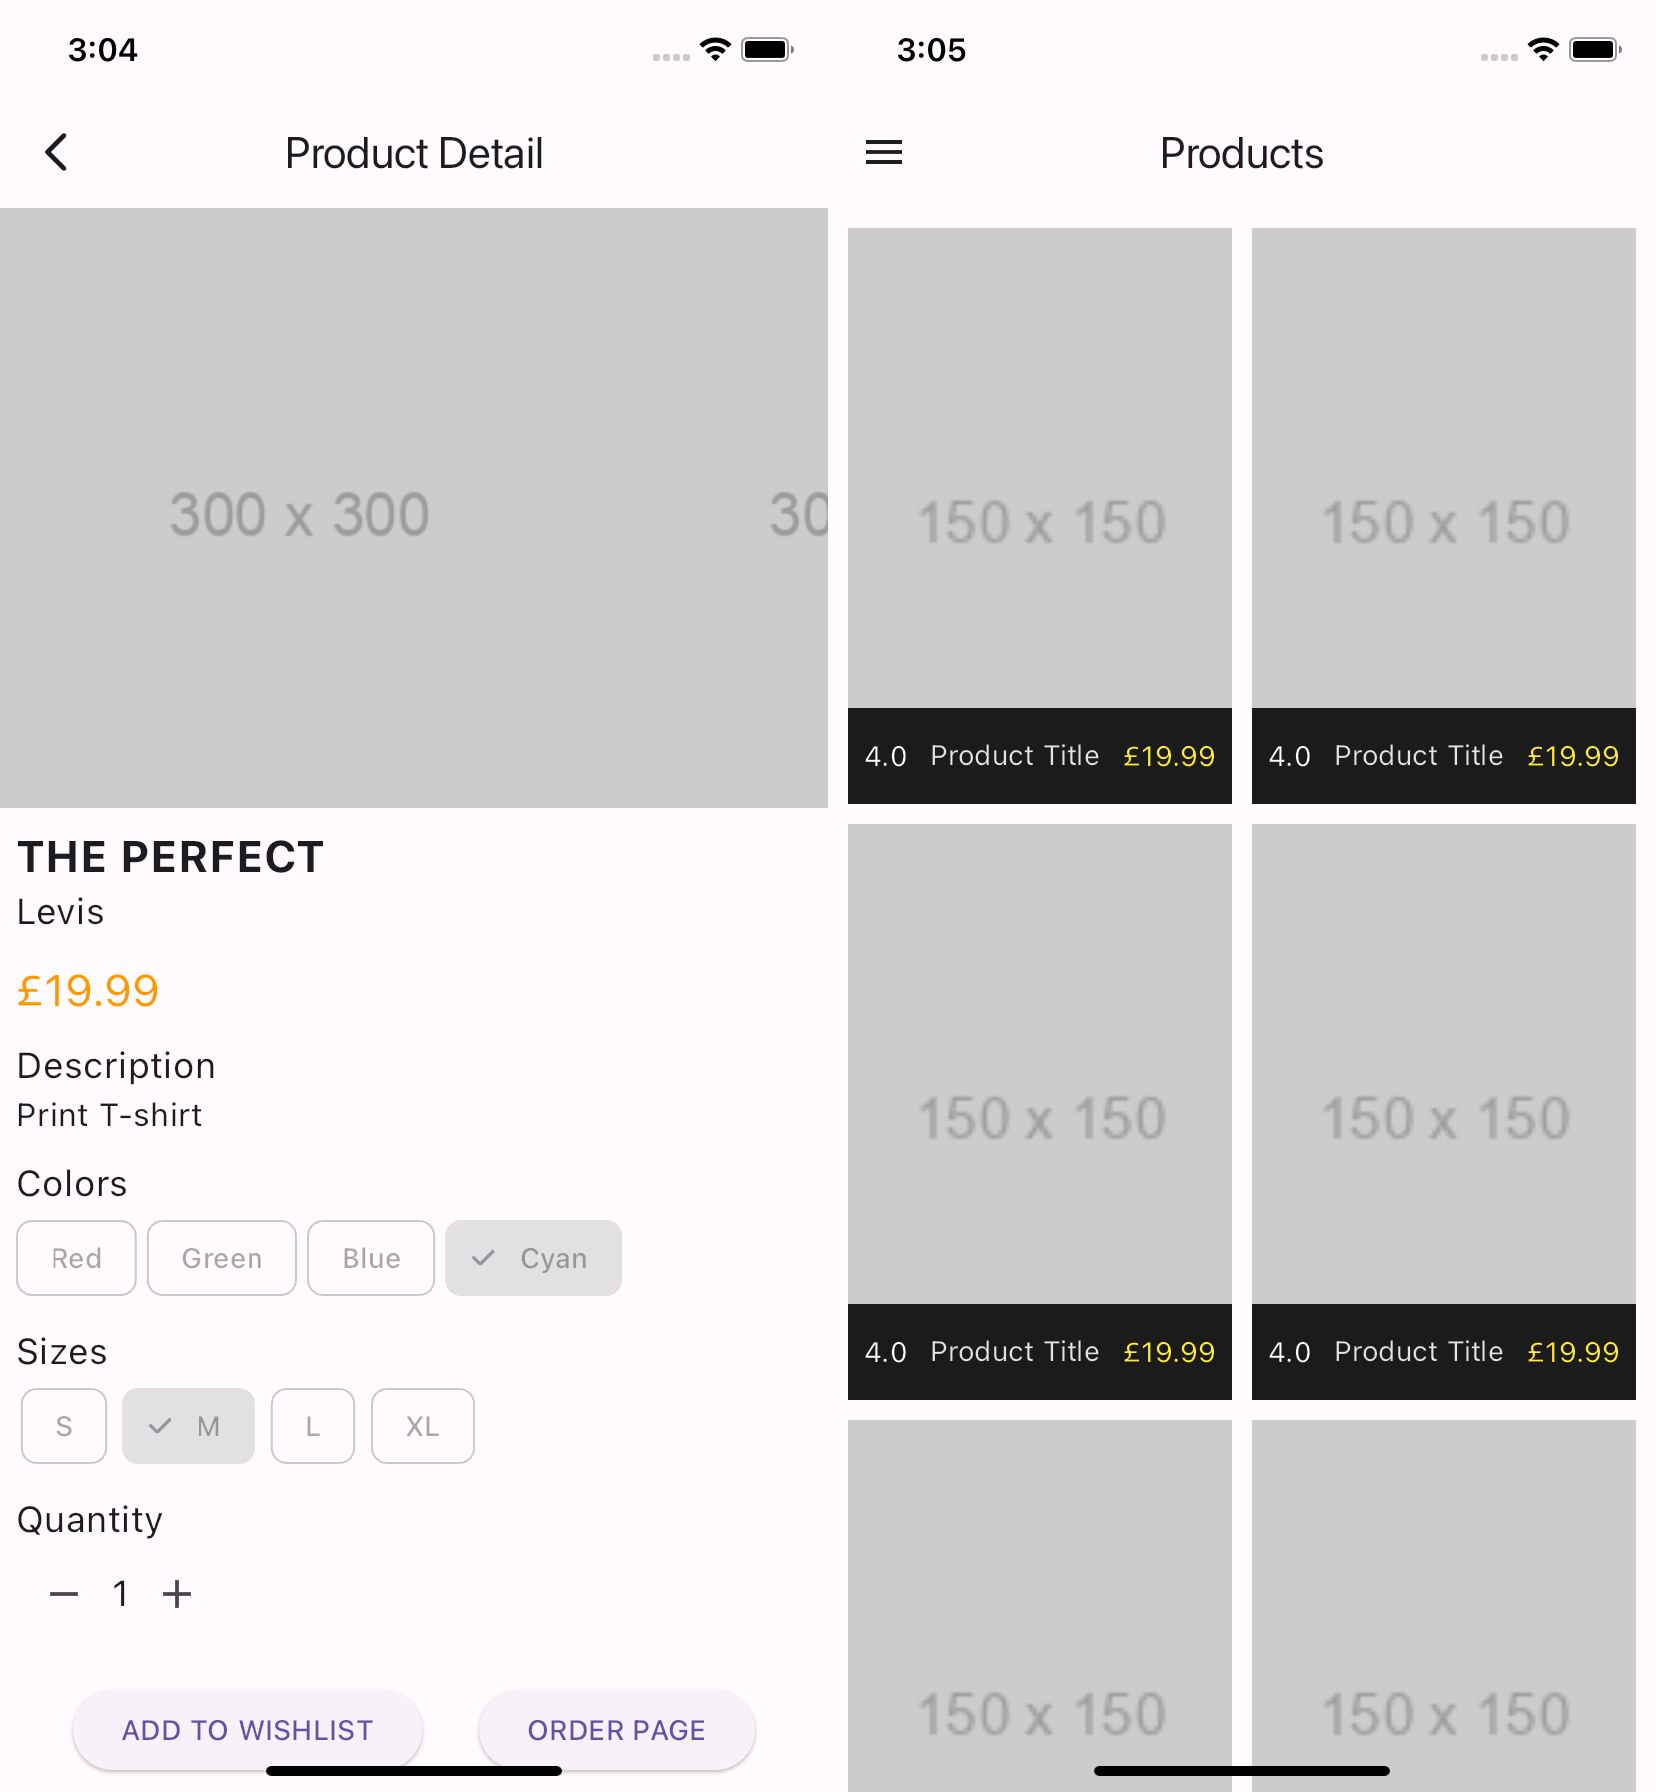 3:04
Product Detail
300 x 300
30
THE PERFECT
Levis
£19.99
Description
Print T-shirt
Colors
Red Green Blue Cyan
Sizes
S M L XL
Quantity
1
ADD TO WISHLIST ORDER PAGE
3:05
Products
150 x 150 150 x 150
4.0 Product Title £19.99 4.0 Product Title £19.99
150 x 150 150 x 150
4.0 Product Title £19.99 4.0 Product Title £19.99
150 x 150 150 x 150